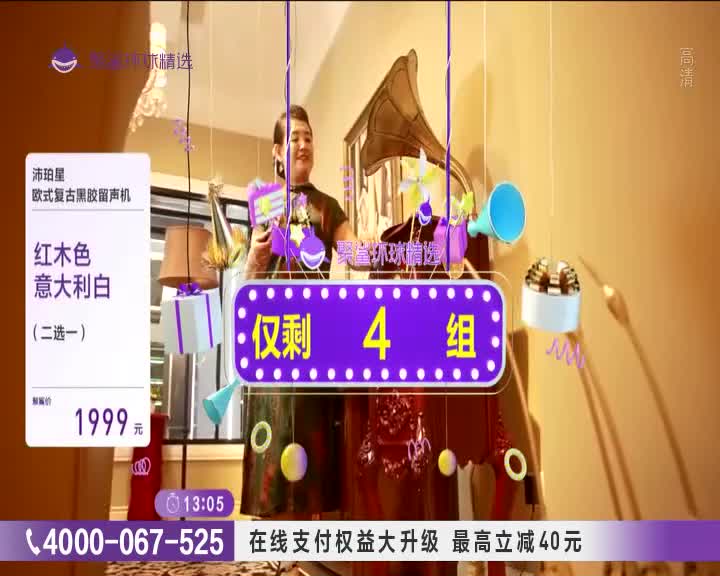 聚鲨环球精选
高清
沛珀星
欧式复古黑胶留声机
红木色
意大利白
(二选一)
聚鲨价
1999元
聚鲨环球精选
仅剩 4 组
13:05
4000-067-525
在线支付权益大升级 最高立减40元